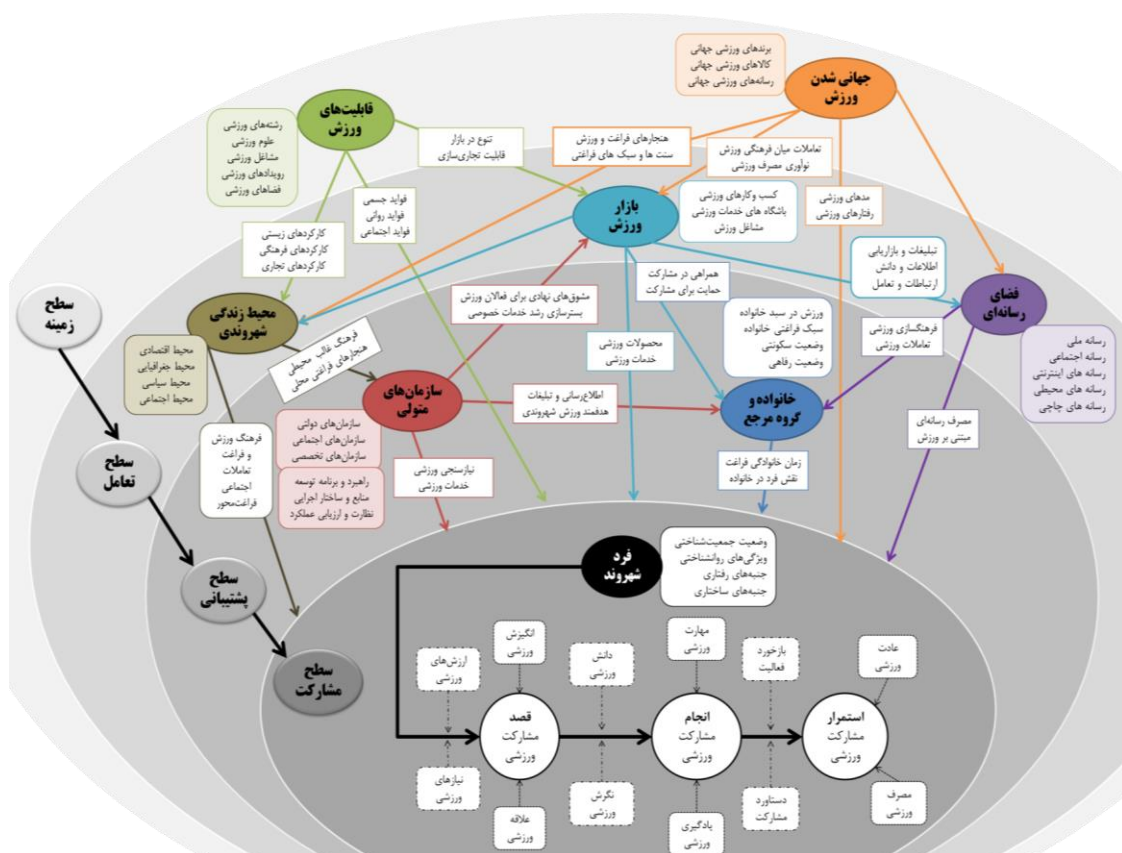 برندهای ورزشی جهانی
کالاهای ورزشی جهانی
رسانه‌های ورزشی جهانی
جهانی شدن
ورزش
قابلیت‌های
ورزش
رشته‌های ورزشی
علوم ورزشی
مشاغل ورزشی
رویدادهای ورزشی
فضاهای ورزشی
تنوع در بازار
قابلیت تجاری‌سازی
هنجارهای فراغت و ورزش
سنت ها و سبک های فراغتی
تعاملات میان فرهنگی ورزش
نوآوری مصرف ورزشی
مدهای ورزشی
رفتارهای ورزشی
فواید جسمی
فواید روانی
فواید اجتماعی
بازار
ورزش
کسب وکارهای ورزشی
باشگاه های خدمات ورزشی
مشاغل ورزش
کارکردهای زیستی
کارکردهای فرهنگی
کارکردهای تجاری
تبلیغات و بازاریابی
اطلاعات و دانش
ارتباطات و تعامل
همراهی در مشارکت
حمایت برای مشارکت
مشوق‌های نهادی برای فعالان ورزش
بسترسازی رشد خدمات خصوصی
فضای
رسانه‌ای
رسانه ملی
رسانه اجتماعی
رسانه های اینترنتی
رسانه های محیطی
رسانه های چاچی
محیط زندگی
شهروندی
محیط اقتصادی
محیط جغرافیایی
محیط سیاسی
محیط اجتماعی
فرهنگ غالب محیطی
هنجارهای فراغتی محلی
محصولات ورزشی
خدمات ورزشی
ورزش در سبد خانواده
سبک فراغتی خانواده
وضعیت سکونتی
وضعیت رفاهی
فرهنگسازی ورزشی
تعاملات ورزشی
سازمان‌های
متولی
سازمان‌های دولتی
سازمان‌های اجتماعی
سازمان‌های تخصصی
راهبرد و برنامه توسعه
منابع و ساختار اجرایی
نظارت و ارزیابی عملکرد
اطلاع‌رسانی و تبلیغات
هدفمند ورزش شهروندی
خانواده و
گروه مرجع
مصرف رسانه‌ای
مبتنی بر ورزش
فرهنگ ورزش
و فراغت
تعاملات
اجتماعی
فراغت‌محور
نیازسنجی ورزشی
خدمات ورزشی
زمان خانوادگی فراغت
نقش فرد در خانواده
سطح
زمینه
سطح
تعامل
سطح
پشتیبانی
سطح
مشارکت
فرد
شهروند
وضعیت جمعیت‌شناختی
ویژگی‌های روانشناختی
جنبه‌های رفتاری
جنبه‌های ساختاری
ارزش‌های
ورزشی
انگیزش
ورزشی
دانش
ورزشی
مهارت
ورزشی
بازخورد
فعالیت
عادت
ورزشی
قصد
مشارکت
ورزشی
انجام
مشارکت
ورزشی
استمرار
مشارکت
ورزشی
نیازهای
ورزشی
علاقه
ورزشی
نگرش
ورزشی
یادگیری
ورزشی
دستاورد
مشارکت
مصرف
ورزشی